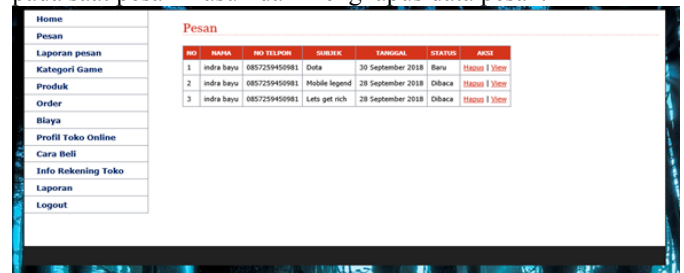 Home
Pesan
Laporan pesan
Kategori Game
Produk
Order
Biaya
Profil Toko Online
Cara Beli
Info Rekening Toko
Laporan
Logout
Pesan
NO NAMA NO TELPON SUBJEK TANGGAL STATUS AKSI
1 indra bayu 0857259450981 Dota 30 September 2018 Baru Hapus | View
2 indra bayu 0857259450981 Mobile legend 28 September 2018 Dibaca Hapus | View
3 indra bayu 0857259450981 Lets get rich 28 September 2018 Dibaca Hapus | View